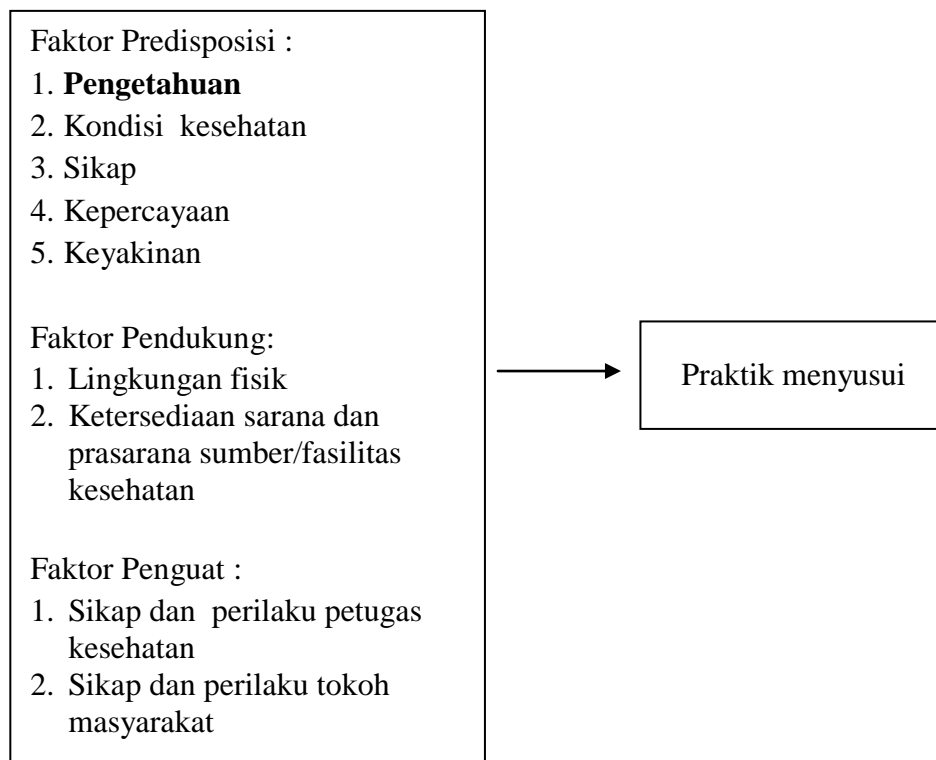 Faktor Predisposisi :
1. Pengetahuan
2. Kondisi kesehatan
3. Sikap
4. Kepercayaan
5. Keyakinan
Faktor Pendukung:
1. Lingkungan fisik
2. Ketersediaan sarana dan
prasarana sumber/fasilitas
kesehatan
Faktor Penguat :
1. Sikap dan perilaku petugas
kesehatan
2. Sikap dan perilaku tokoh
masyarakat
Praktik menyusui